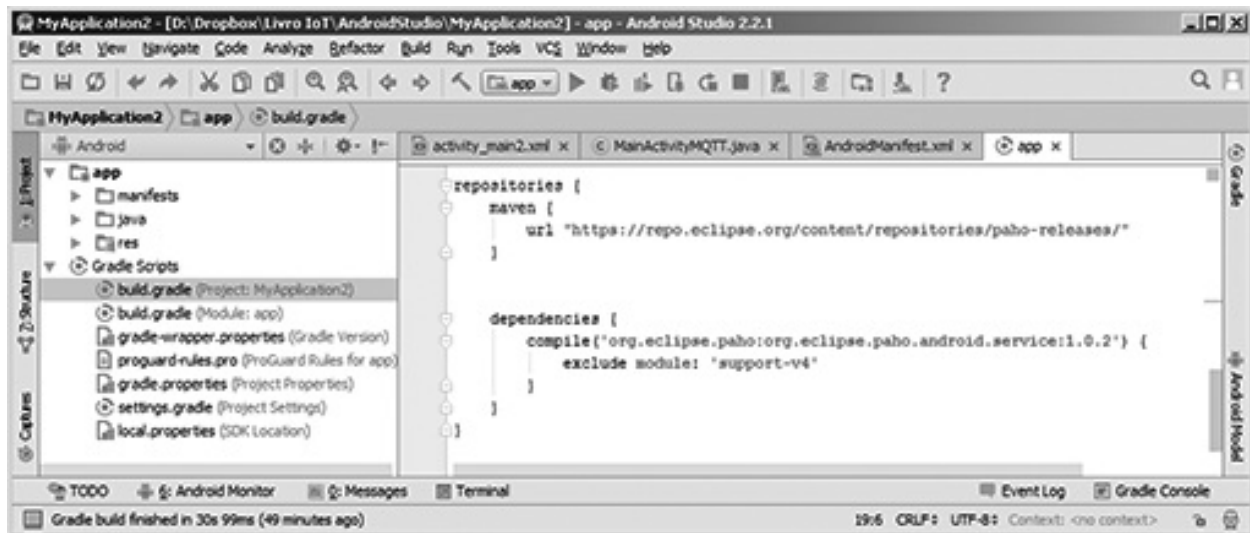 MyApplication2 - [D:\Dropbox\Livro IoT\AndroidStudio\MyApplication2] - app - Android Studio 2.2.1
File Edit View Navigate Code Analyze Refactor Build Run Tools VCS Window Help
app
MyApplication2 app build.gradle
Android
activity_main2.xml MainActivityMQTT.java AndroidManifest.xml app
1: Project
2: Structure
Captures
app
manifests
java
res
Gradle Scripts
build.gradle (Project: MyApplication2)
build.gradle (Module: app)
gradle-wrapper.properties (Gradle Version)
proguard-rules.pro (ProGuard Rules for app)
gradle.properties (Project Properties)
settings.gradle (Project Settings)
local.properties (SDK Location)
repositories {
maven {
url "https://repo.eclipse.org/content/repositories/paho-releases/"
}
dependencies {
compile('org.eclipse.paho:org.eclipse.paho.android.service:1.0.2') {
exclude module: 'support-v4'
}
}
}
Gradle
Android Model
TODO 6: Android Monitor 0: Messages Terminal Event Log Gradle Console
Gradle build finished in 30s 99ms (49 minutes ago) 19:6 CRLF UTF-8 Context: <no context>